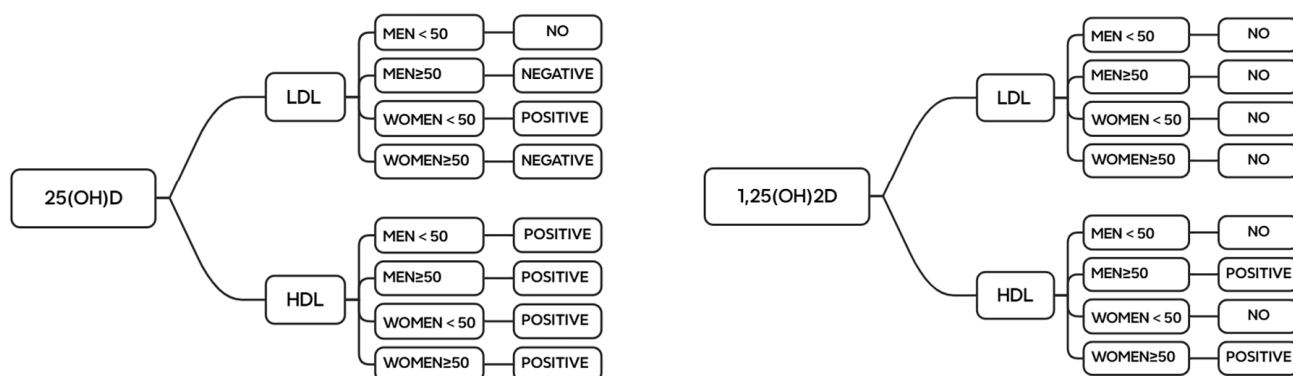 25(OH)D
LDL
MEN < 50 NO
MEN≥50 NEGATIVE
WOMEN < 50 POSITIVE
WOMEN≥50 NEGATIVE
HDL
MEN < 50 POSITIVE
MEN≥50 POSITIVE
WOMEN < 50 POSITIVE
WOMEN≥50 POSITIVE
1,25(OH)2D
LDL
MEN < 50 NO
MEN≥50 NO
WOMEN < 50 NO
WOMEN≥50 NO
HDL
MEN < 50 NO
MEN≥50 POSITIVE
WOMEN < 50 NO
WOMEN≥50 POSITIVE